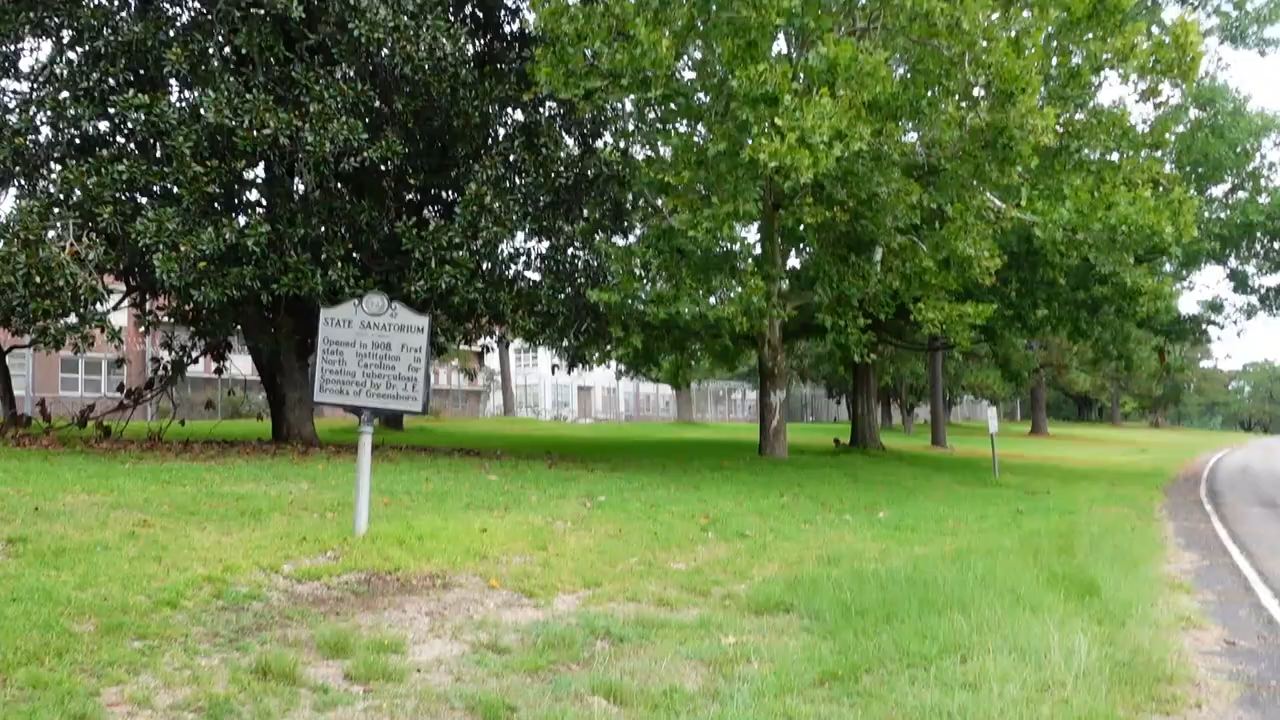 STATE SANATORIUM
Opened in 1908. First
state institution in
North Carolina for
treating tuberculosis.
Sponsored by Dr. J. E.
Brooks of Greensboro.